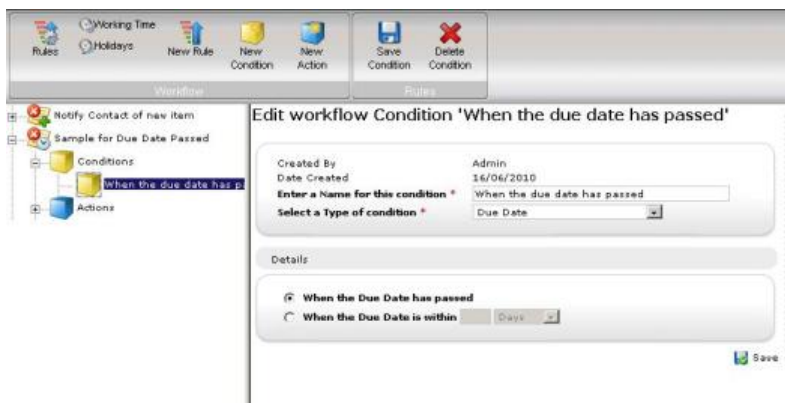 Working Time
Holidays
Rules
New Rule
New Condition
New Action
Save Condition
Delete Condition
Workflow
Rules
Notify Contact of new item
Sample for Due Date Passed
Conditions
When the due date has p
Actions
Edit workflow Condition 'When the due date has passed'
Created By Admin
Date Created 16/06/2010
Enter a Name for this condition * When the due date has passed
Select a Type of condition * Due Date
Details
When the Due Date has passed
When the Due Date is within Days
Save